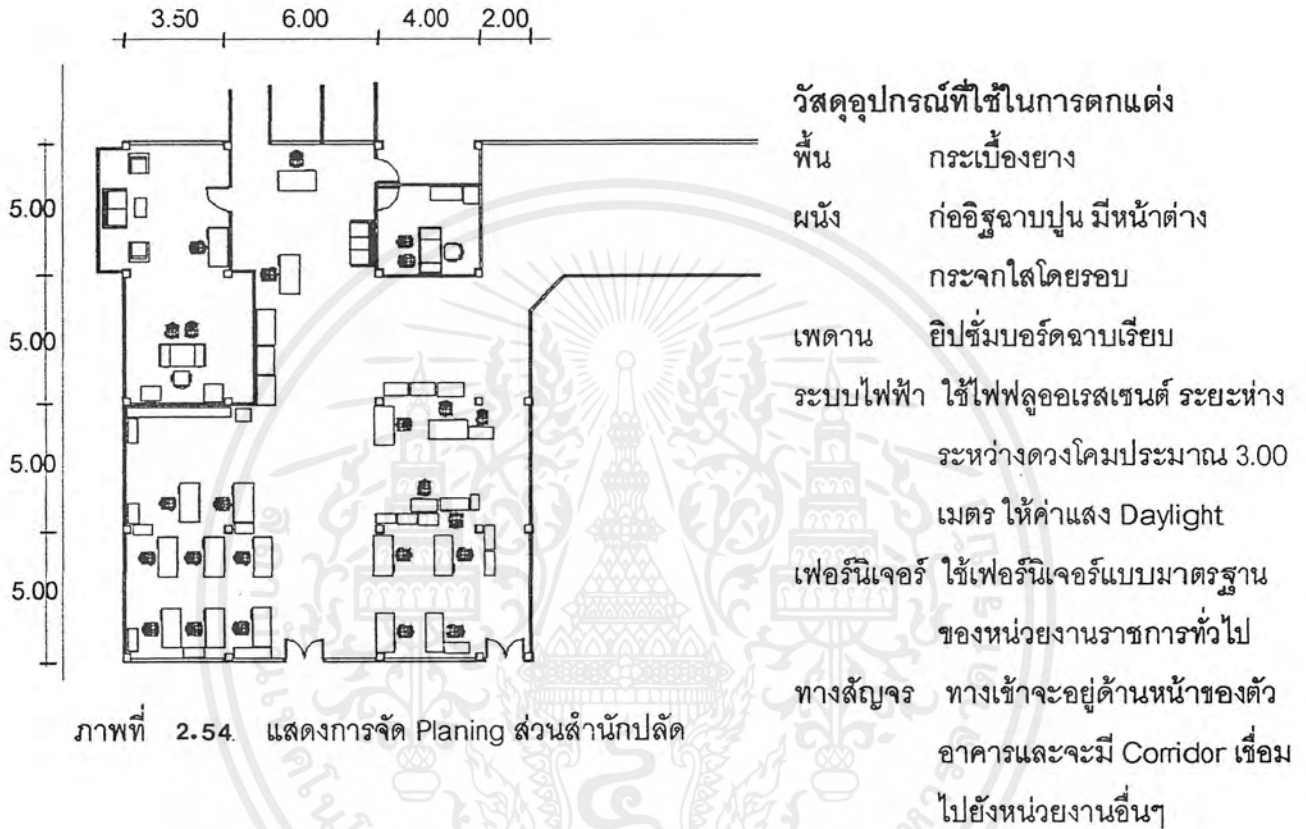 3.50 6.00 4.00 2.00
5.00
5.00
5.00
5.00
ภาพที่ 2.54. แสดงการจัด Planing ส่วนสำนักปลัด
วัสดุอุปกรณ์ที่ใช้ในการตกแต่ง
พื้น กระเบื้องยาง
ผนัง ก่ออิฐฉาบปูน มีหน้าต่าง
กระจกใสโดยรอบ
เพดาน ยิปซั่มบอร์ดฉาบเรียบ
ระบบไฟฟ้า ใช้ไฟฟลูออเรสเซนต์ ระยะห่าง
ระหว่างดวงโคมประมาณ 3.00
เมตร ให้ค่าแสง Daylight
เฟอร์นิเจอร์ ใช้เฟอร์นิเจอร์แบบมาตรฐาน
ของหน่วยงานราชการทั่วไป
ทางสัญจร ทางเข้าจะอยู่ด้านหน้าของตัว
อาคารและจะมี Corridor เชื่อม
ไปยังหน่วยงานอื่นๆ